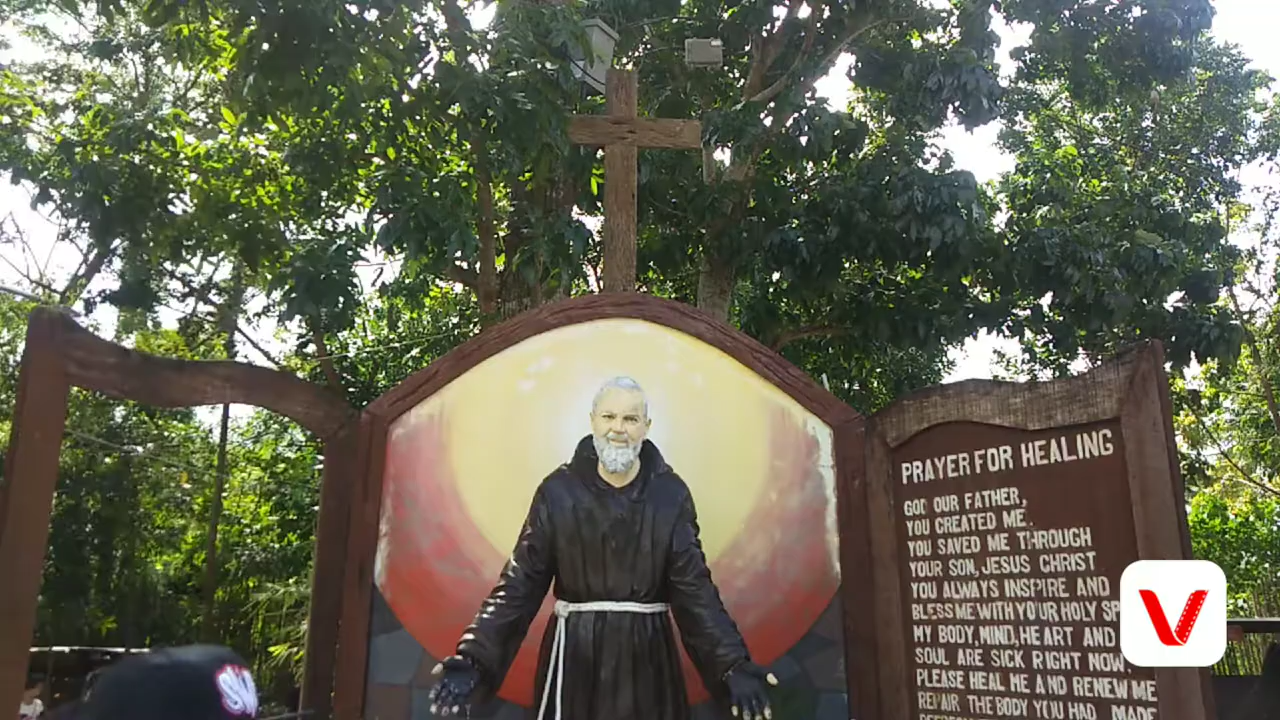 PRAYER FOR HEALING
GOD OUR FATHER,
YOU CREATED ME.
YOU SAVED ME THROUGH
YOUR SON, JESUS CHRIST
YOU ALWAYS INSPIRE AND
BLESS ME WITH YOUR HOLY SP
MY BODY, MIND, HEART AND
SOUL ARE SICK RIGHT NOW.
PLEASE HEAL ME AND RENEW ME
REPAIR THE BODY YOU HAD MADE
V